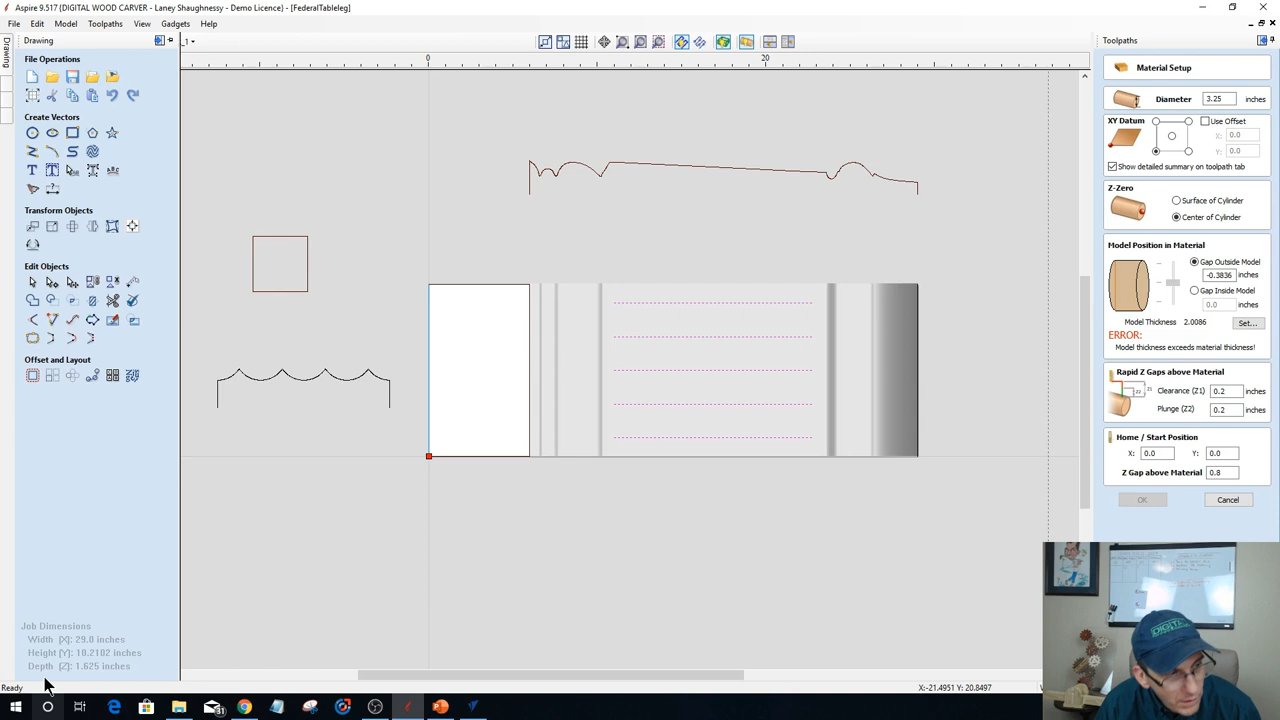 Aspire 9.517 (DIGITAL WOOD CARVER - Laney Shaughnessy - Demo Licence) - [FederalTableleg]
File Edit Model Toolpaths View Gadgets Help
Drawing
Drawing
File Operations
Create Vectors
Transform Objects
Edit Objects
Offset and Layout
Job Dimensions
Width (X): 29.0 inches
Height (Y): 10.2102 inches
Depth (Z): 1.625 inches
Ready
_1
0
20
X:-21.4951 Y: 20.8497
Toolpaths
Material Setup
Diameter 3.25 inches
XY Datum
Use Offset
X: 0.0
Y: 0.0
Show detailed summary on toolpath tab
Z-Zero
Surface of Cylinder
Center of Cylinder
Model Position in Material
Gap Outside Model
-0.3836 inches
Gap Inside Model
0.0 inches
Model Thickness 2.0086 Set...
ERROR:
Model thickness exceeds material thickness!
Rapid Z Gaps above Material
Clearance (Z1) 0.2 inches
Plunge (Z2) 0.2 inches
Home / Start Position
X: 0.0 Y: 0.0
Z Gap above Material 0.8
OK Cancel
DIGITAL